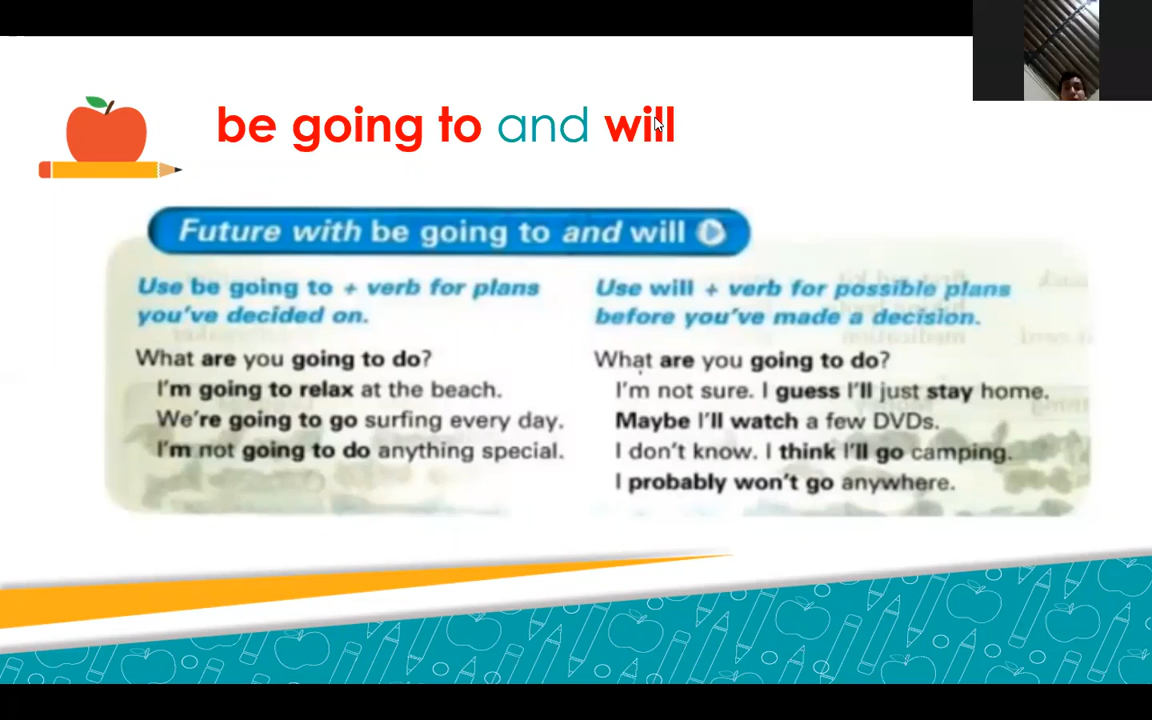 be going to and will
Future with be going to and will
Use be going to + verb for plans
you've decided on.
What are you going to do?
I'm going to relax at the beach.
We're going to go surfing every day.
I'm not going to do anything special.
Use will + verb for possible plans
before you've made a decision.
What are you going to do?
I'm not sure. I guess I'll just stay home.
Maybe I'll watch a few DVDs.
I don't know. I think I'll go camping.
I probably won't go anywhere.